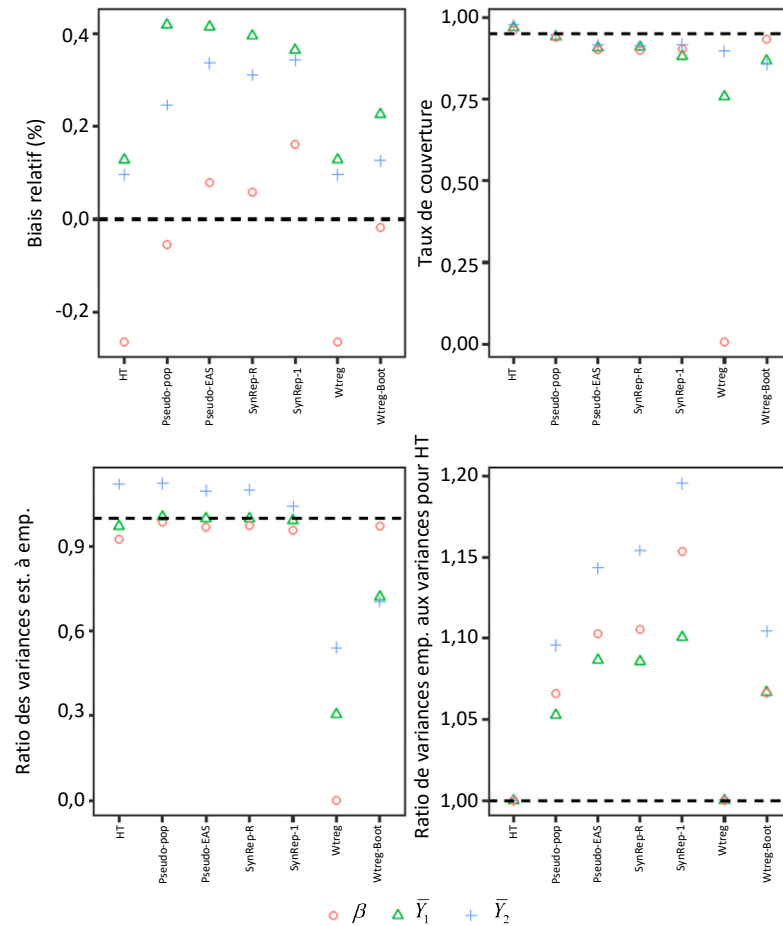 Biais relatif (%)
0,4
0,2
0,0
-0,2
HT
Pseudo-pop
Pseudo-EAS
SynRep-R
SynRep-1
Wtreg
Wtreg-Boot
Taux de couverture
1,00
0,75
0,50
0,25
0,00
HT
Pseudo-pop
Pseudo-EAS
SynRep-R
SynRep-1
Wtreg
Wtreg-Boot
Ratio des variances est. à emp.
0,9
0,6
0,3
0,0
HT
Pseudo-pop
Pseudo-EAS
SynRep-R
SynRep-1
Wtreg
Wtreg-Boot
Ratio de variances emp. aux variances pour HT
1,20
1,15
1,10
1,05
1,00
HT
Pseudo-pop
Pseudo-EAS
SynRep-R
SynRep-1
Wtreg
Wtreg-Boot
β Ȳ₁ Ȳ₂